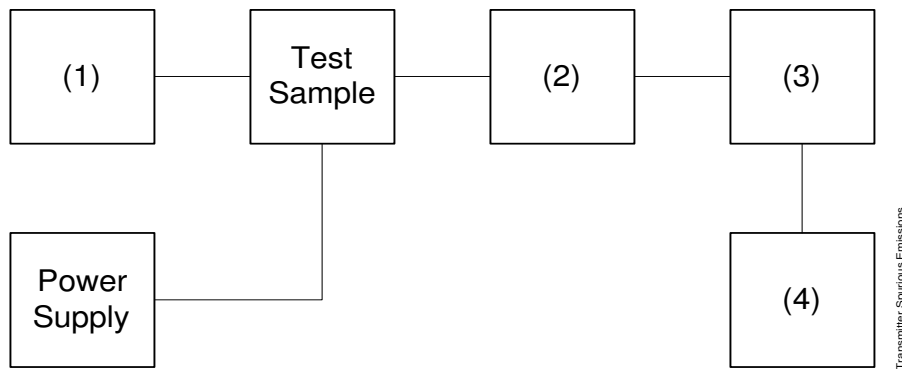 (1)
Test
Sample
(2)
(3)
Power
Supply
(4)
Transmitter Spurious Emissions